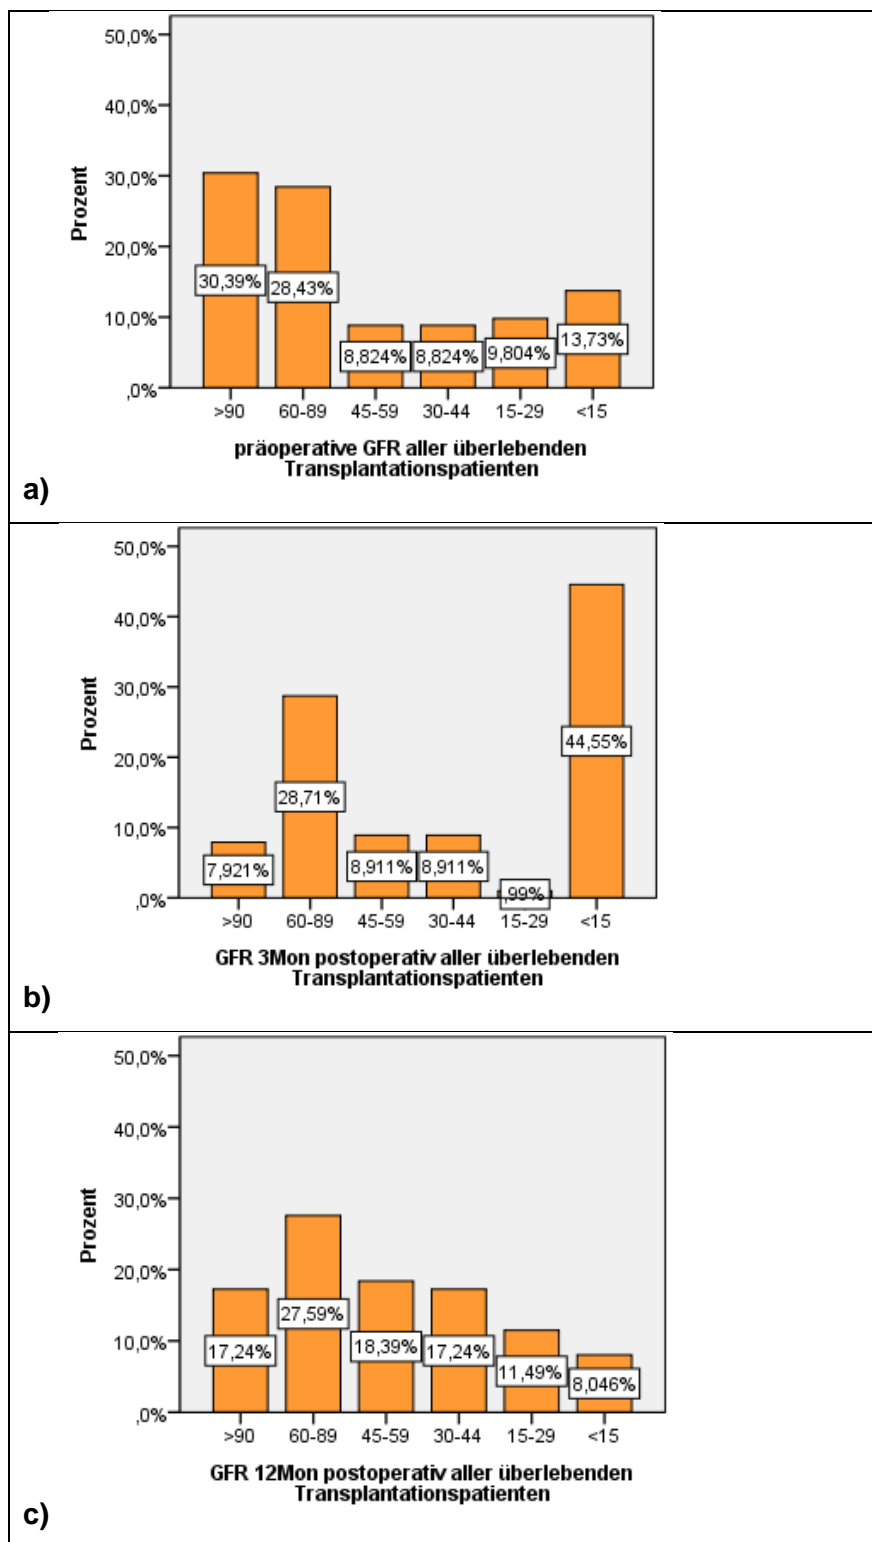 50,0%
40,0%
30,0%
20,0%
10,0%
,0%
Prozent
30,39%
28,43%
8,824%
8,824%
9,804%
13,73%
>90 60-89 45-59 30-44 15-29 <15
präoperative GFR aller überlebenden
Transplantationspatienten
a)
50,0%
40,0%
30,0%
20,0%
10,0%
,0%
Prozent
7,921%
28,71%
8,911%
8,911%
,99%
44,55%
>90 60-89 45-59 30-44 15-29 <15
GFR 3Mon postoperativ aller überlebenden
Transplantationspatienten
b)
50,0%
40,0%
30,0%
20,0%
10,0%
,0%
Prozent
17,24%
27,59%
18,39%
17,24%
11,49%
8,046%
>90 60-89 45-59 30-44 15-29 <15
GFR 12Mon postoperativ aller überlebenden
Transplantationspatienten
c)